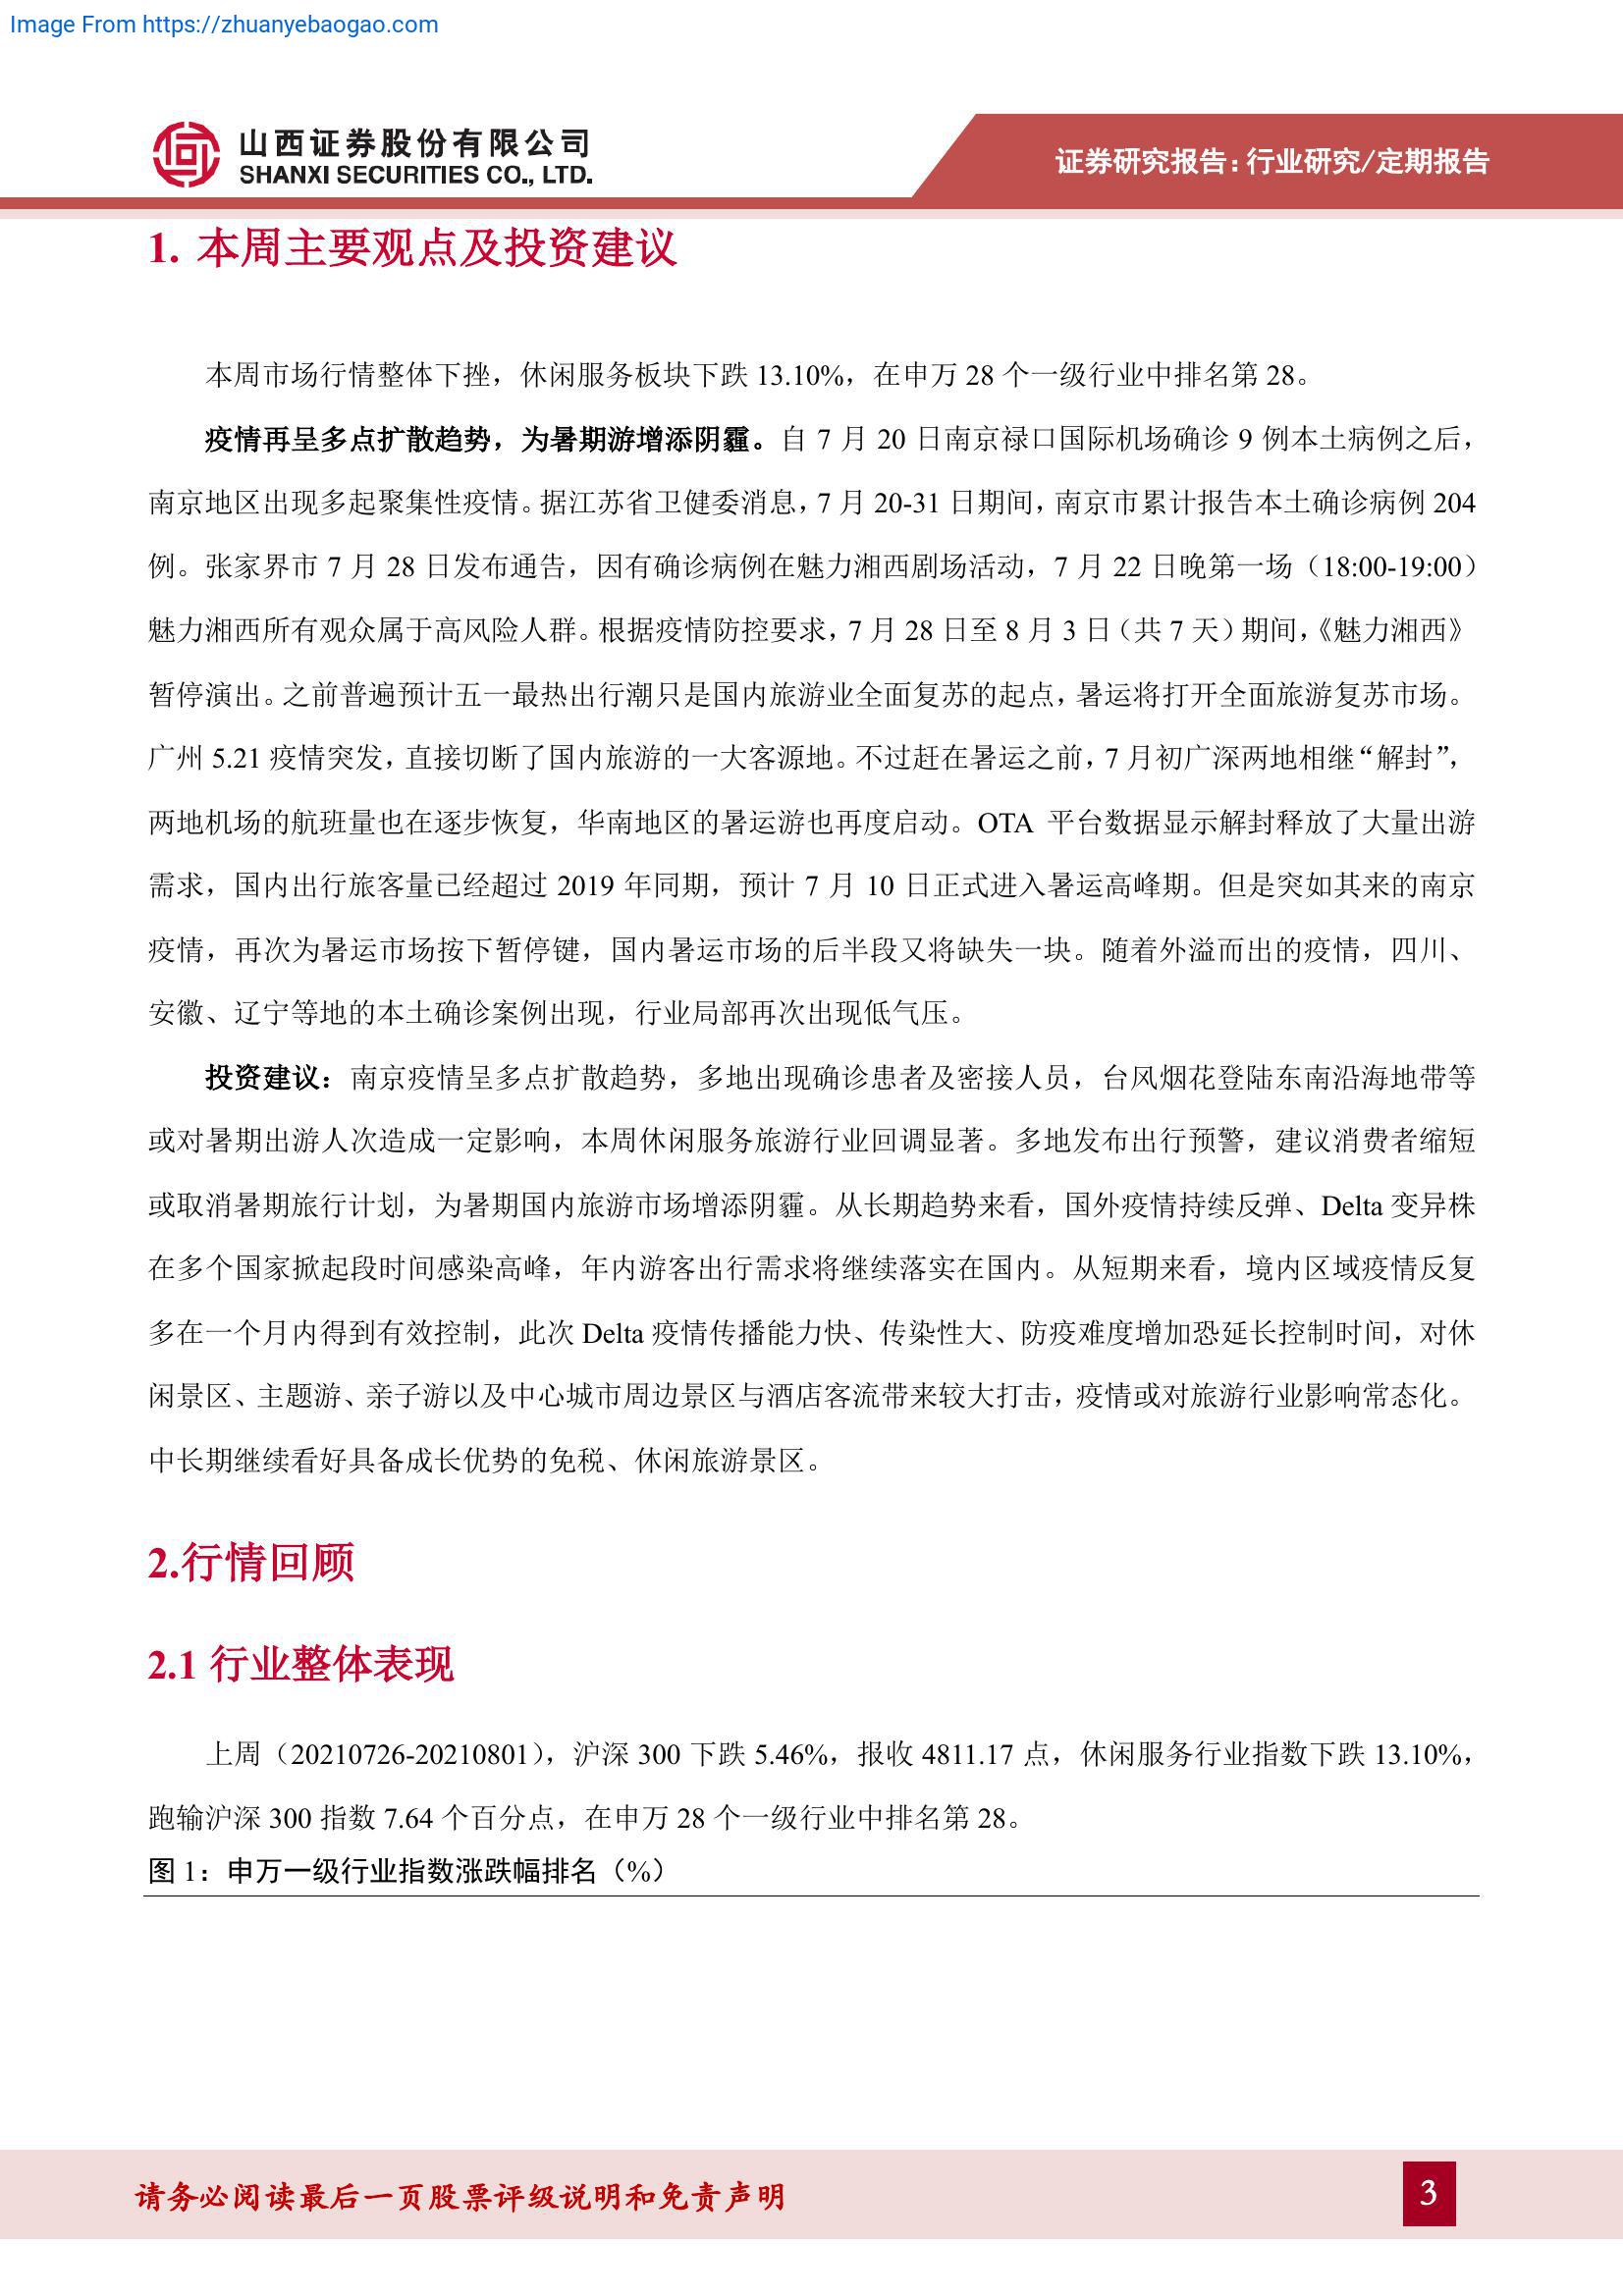 Image From https://zhuanyebaogao.com
山西证券股份有限公司
SHANXI SECURITIES CO., LTD.
证券研究报告：行业研究/定期报告
1. 本周主要观点及投资建议
本周市场行情整体下挫，休闲服务板块下跌 13.10%，在申万 28 个一级行业中排名第 28。
疫情再呈多点扩散趋势，为暑期游增添阴霾。自 7 月 20 日南京禄口国际机场确诊 9 例本土病例之后，
南京地区出现多起聚集性疫情。据江苏省卫健委消息，7 月 20-31 日期间，南京市累计报告本土确诊病例 204
例。张家界市 7 月 28 日发布通告，因有确诊病例在魅力湘西剧场活动，7 月 22 日晚第一场（18:00-19:00）
魅力湘西所有观众属于高风险人群。根据疫情防控要求，7 月 28 日至 8 月 3 日（共 7 天）期间，《魅力湘西》
暂停演出。之前普遍预计五一最热出行潮只是国内旅游业全面复苏的起点，暑运将打开全面旅游复苏市场。
广州 5.21 疫情突发，直接切断了国内旅游的一大客源地。不过赶在暑运之前，7 月初广深两地相继“解封”，
两地机场的航班量也在逐步恢复，华南地区的暑运游也再度启动。OTA 平台数据显示解封释放了大量出游
需求，国内出行旅客量已经超过 2019 年同期，预计 7 月 10 日正式进入暑运高峰期。但是突如其来的南京
疫情，再次为暑运市场按下暂停键，国内暑运市场的后半段又将缺失一块。随着外溢而出的疫情，四川、
安徽、辽宁等地的本土确诊案例出现，行业局部再次出现低气压。
投资建议：南京疫情呈多点扩散趋势，多地出现确诊患者及密接人员，台风烟花登陆东南沿海地带等
或对暑期出游人次造成一定影响，本周休闲服务旅游行业回调显著。多地发布出行预警，建议消费者缩短
或取消暑期旅行计划，为暑期国内旅游市场增添阴霾。从长期趋势来看，国外疫情持续反弹、Delta 变异株
在多个国家掀起段时间感染高峰，年内游客出行需求将继续落实在国内。从短期来看，境内区域疫情反复
多在一个月内得到有效控制，此次 Delta 疫情传播能力快、传染性大、防疫难度增加恐延长控制时间，对休
闲景区、主题游、亲子游以及中心城市周边景区与酒店客流带来较大打击，疫情或对旅游行业影响常态化。
中长期继续看好具备成长优势的免税、休闲旅游景区。
2.行情回顾
2.1 行业整体表现
上周（20210726-20210801），沪深 300 下跌 5.46%，报收 4811.17 点，休闲服务行业指数下跌 13.10%，
跑输沪深 300 指数 7.64 个百分点，在申万 28 个一级行业中排名第 28。
图 1：申万一级行业指数涨跌幅排名（%）
请务必阅读最后一页股票评级说明和免责声明
3